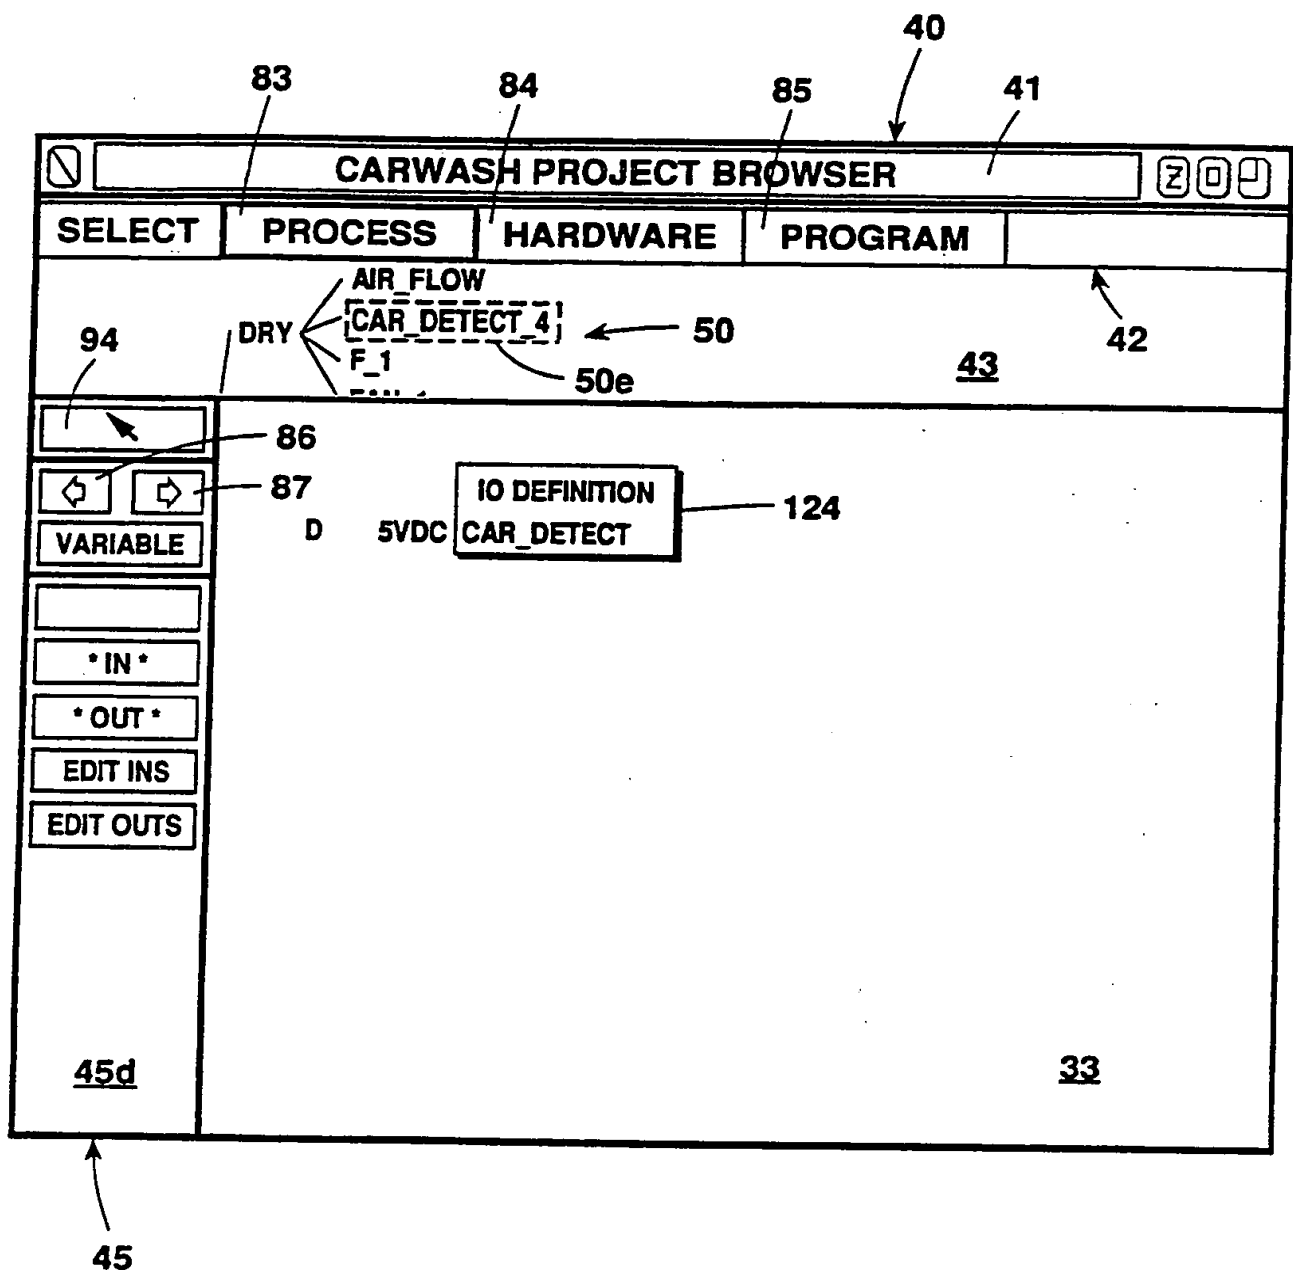 40
83
84
85
41
CARWASH PROJECT BROWSER
Z
SELECT PROCESS HARDWARE PROGRAM
AIR_FLOW
DRY CAR_DETECT_4
50
42
94
F_1
50e
43
86
87
IO DEFINITION
124
D 5VDC CAR_DETECT
VARIABLE
* IN *
* OUT *
EDIT INS
EDIT OUTS
45d
33
45